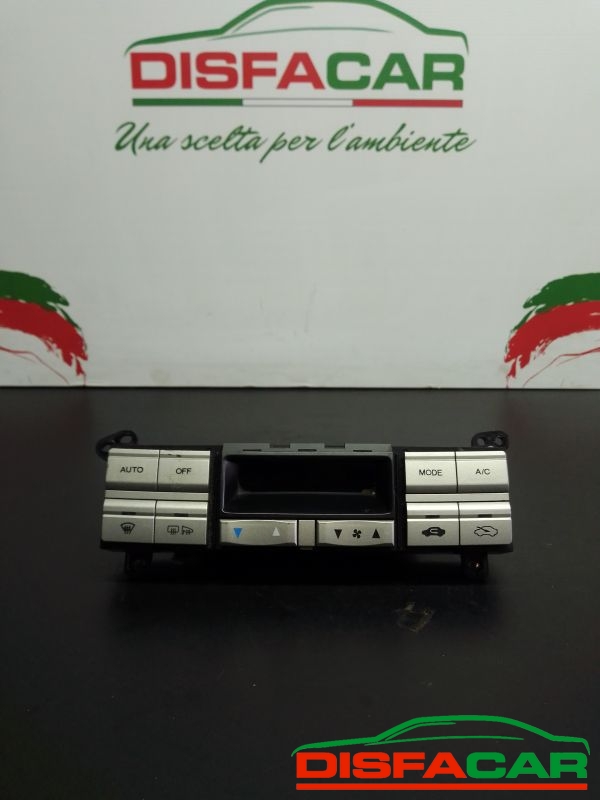 DISFACAR
Una scelta per l'ambiente
AUTO OFF MODE A/C
DISFACAR